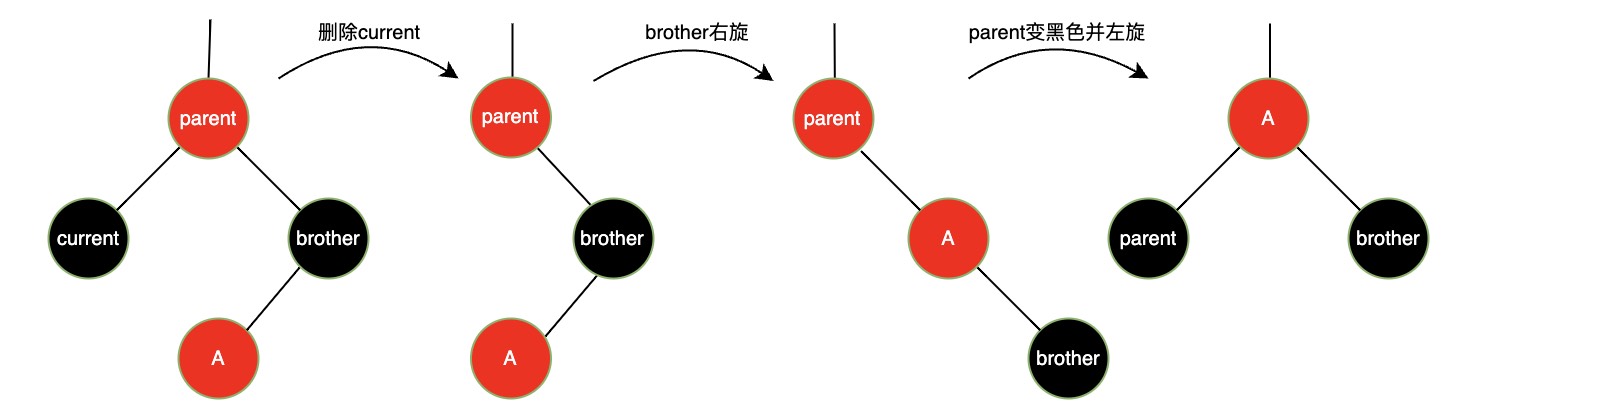 删除current
brother右旋
parent变黑色并左旋
parent
parent
parent
A
current
brother
brother
A
parent
brother
A
A
brother